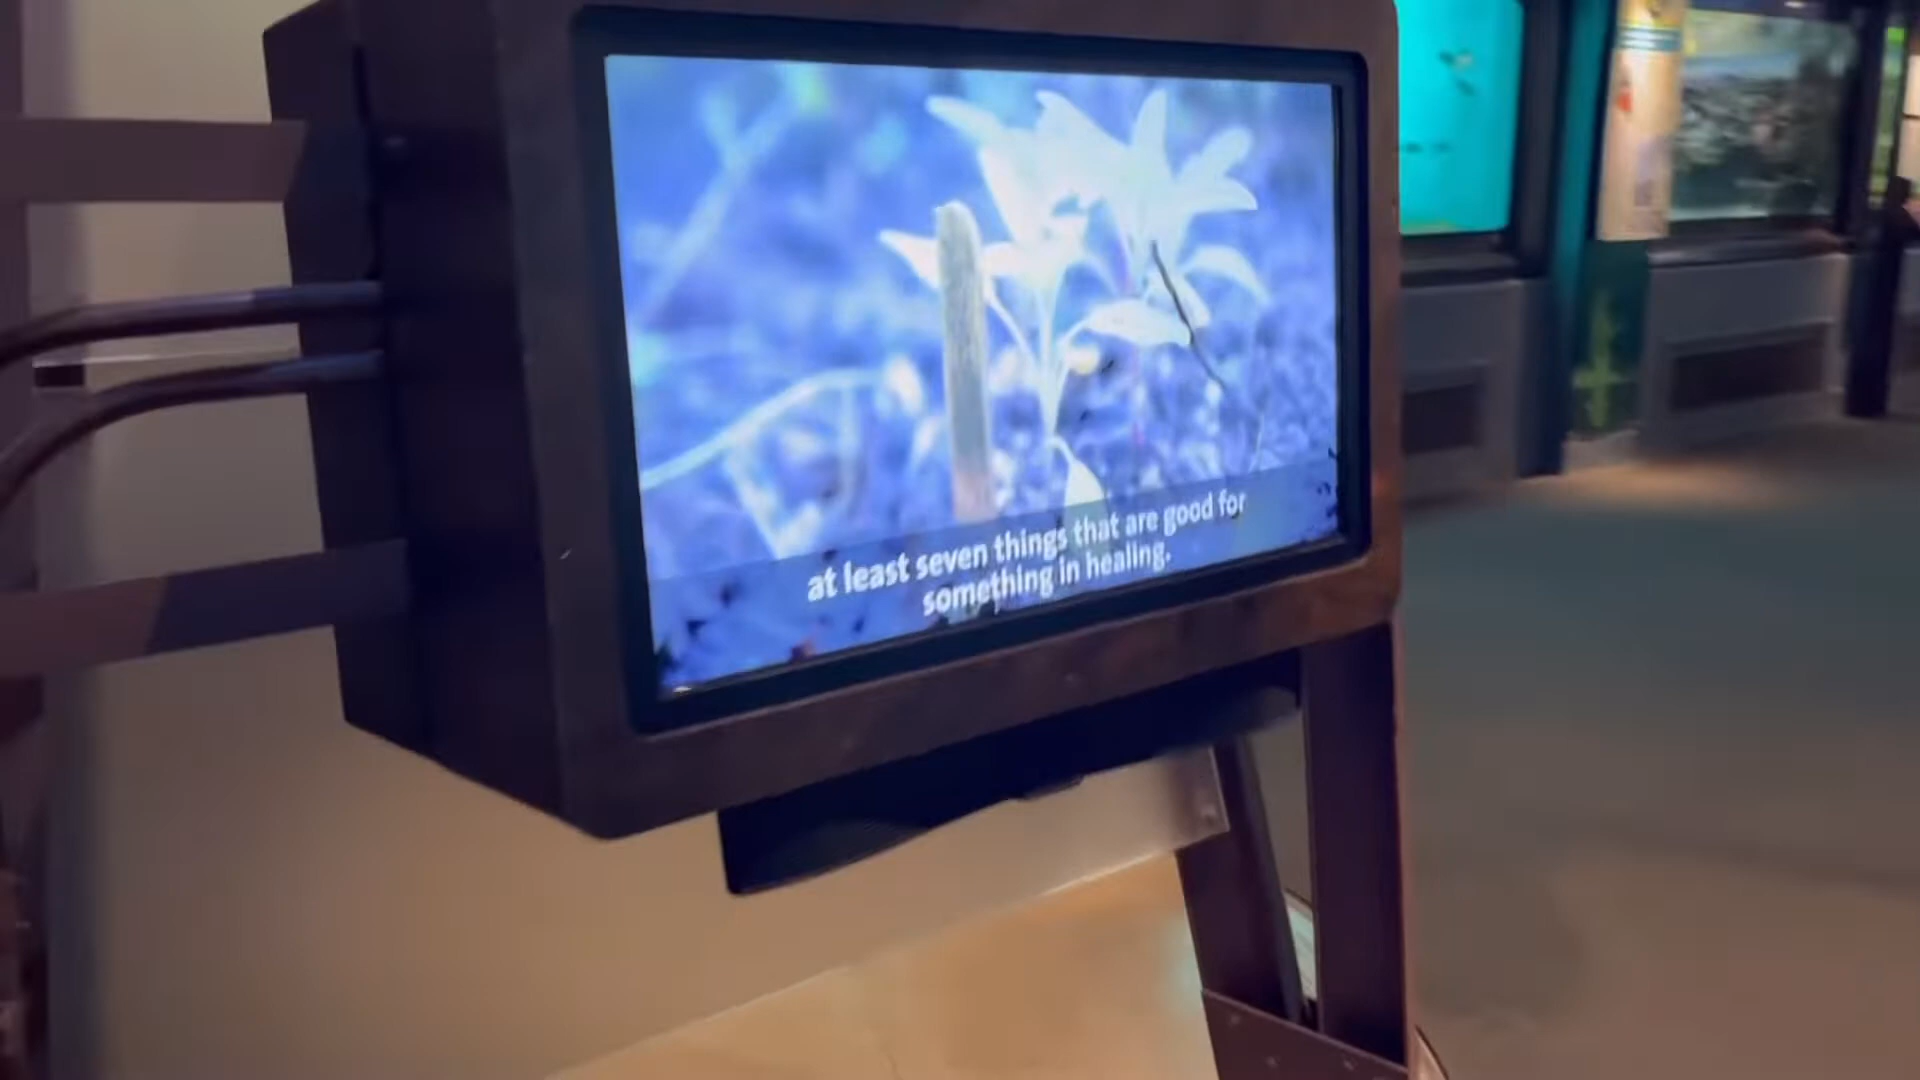 at least seven things that are good for
something in healing.